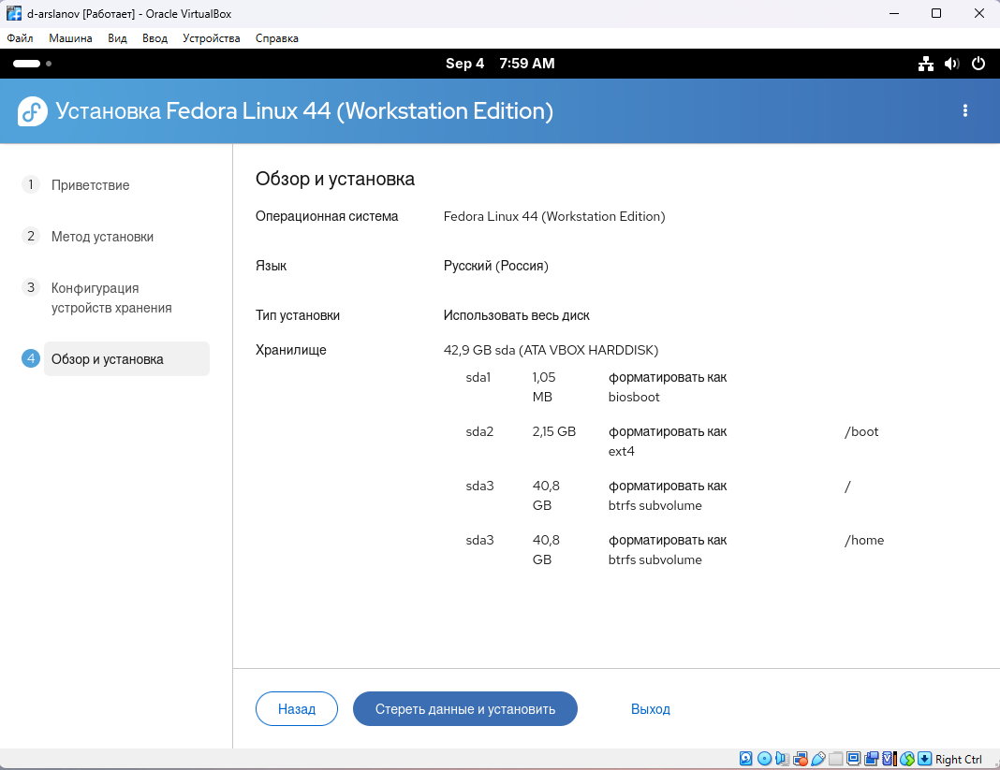 d-arslanov [Работает] - Oracle VirtualBox
Файл Машина Вид Ввод Устройства Справка
Sep 4 7:59 AM
Установка Fedora Linux 44 (Workstation Edition)
1 Приветствие
2 Метод установки
3 Конфигурация
устройств хранения
4 Обзор и установка
Обзор и установка
Операционная система Fedora Linux 44 (Workstation Edition)
Язык Русский (Россия)
Тип установки Использовать весь диск
Хранилище 42,9 GB sda (ATA VBOX HARDDISK)
sda1 1,05 форматировать как
MB biosboot
sda2 2,15 GB форматировать как /boot
ext4
sda3 40,8 форматировать как /
GB btrfs subvolume
sda3 40,8 форматировать как /home
GB btrfs subvolume
Назад Стереть данные и установить Выход
Right Ctrl